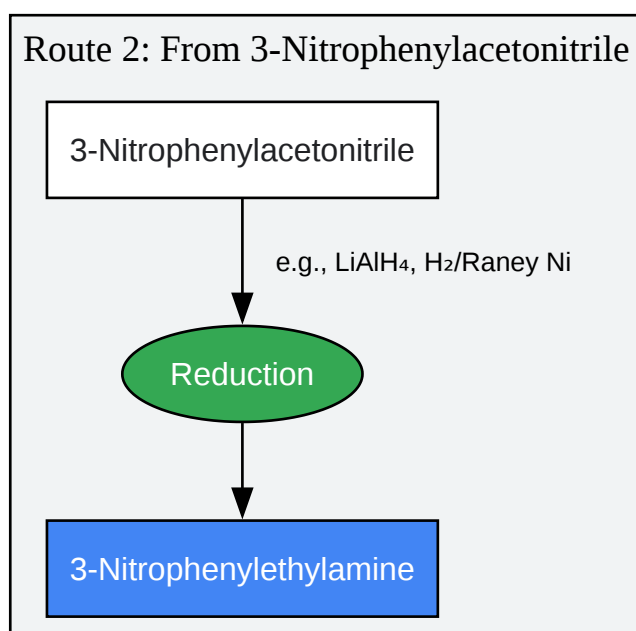 Route 2: From 3-Nitrophenylacetonitrile
3-Nitrophenylacetonitrile
e.g., LiAlH₄, H₂/Raney Ni
Reduction
3-Nitrophenylethylamine